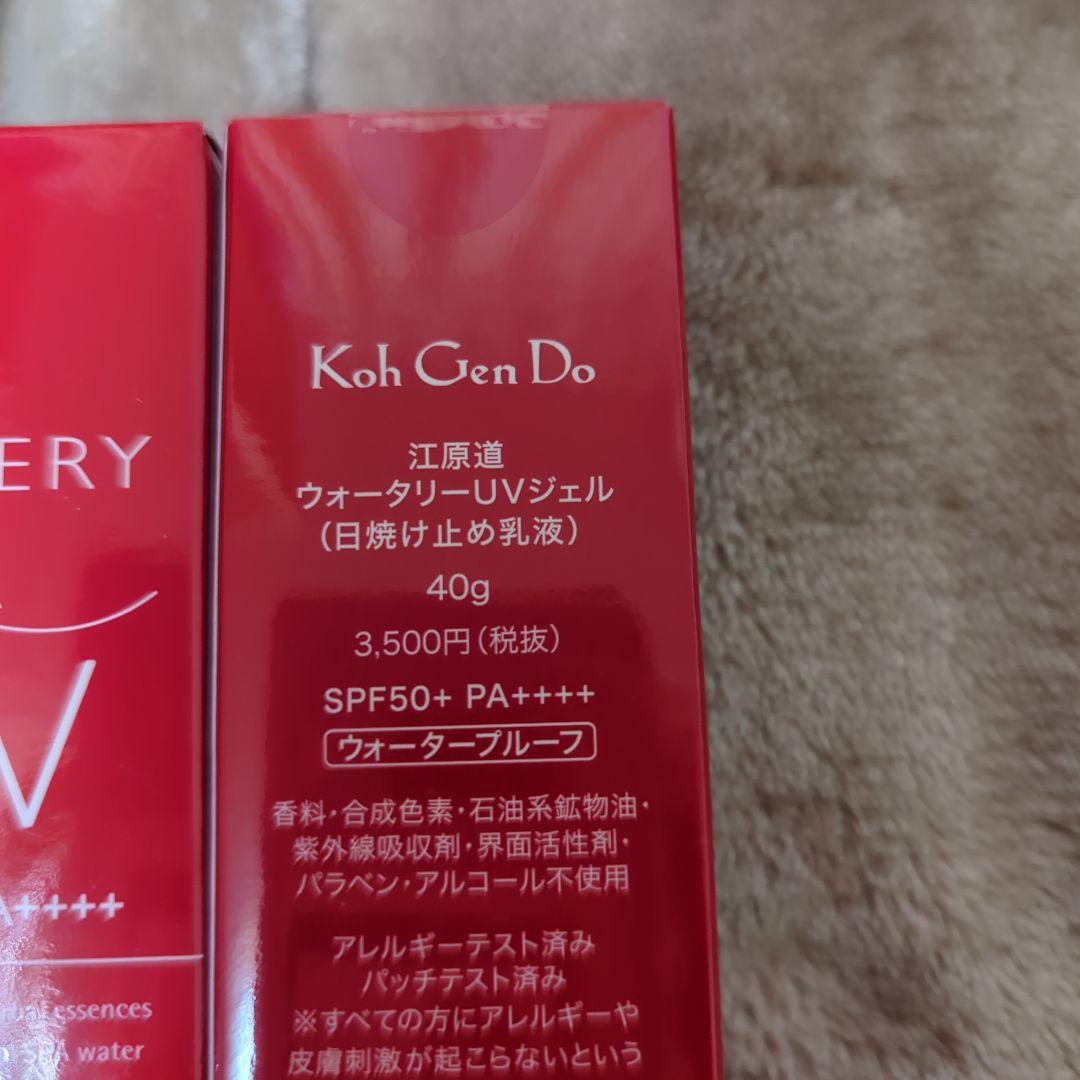 ERY
V
A++++
essences
SPA water
Koh Gen Do
江原道
ウォータリーUVジェル
（日焼け止め乳液）
40g
3,500円（税抜）
SPF50+ PA++++
ウォータープルーフ
香料・合成色素・石油系鉱物油・
紫外線吸収剤・界面活性剤・
パラベン・アルコール不使用
アレルギーテスト済み
パッチテスト済み
※すべての方にアレルギーや
皮膚刺激が起こらないという